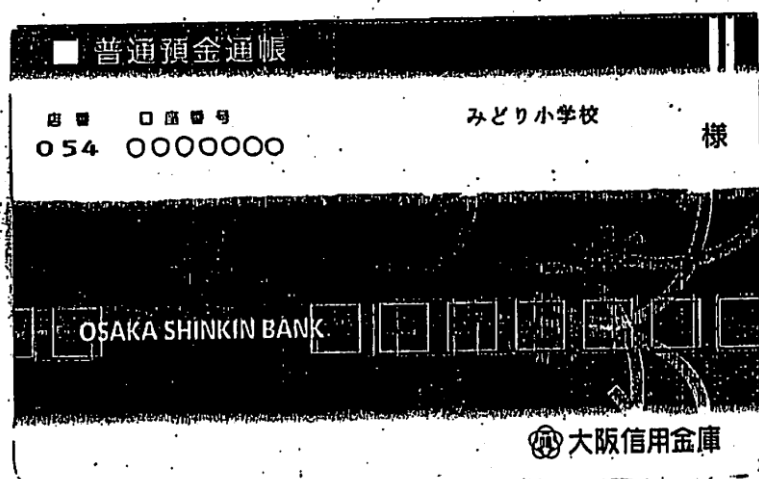 普通預金通帳
店番 口座番号
054 0000000
みどり小学校 様
OSAKA SHINKIN BANK
大阪信用金庫